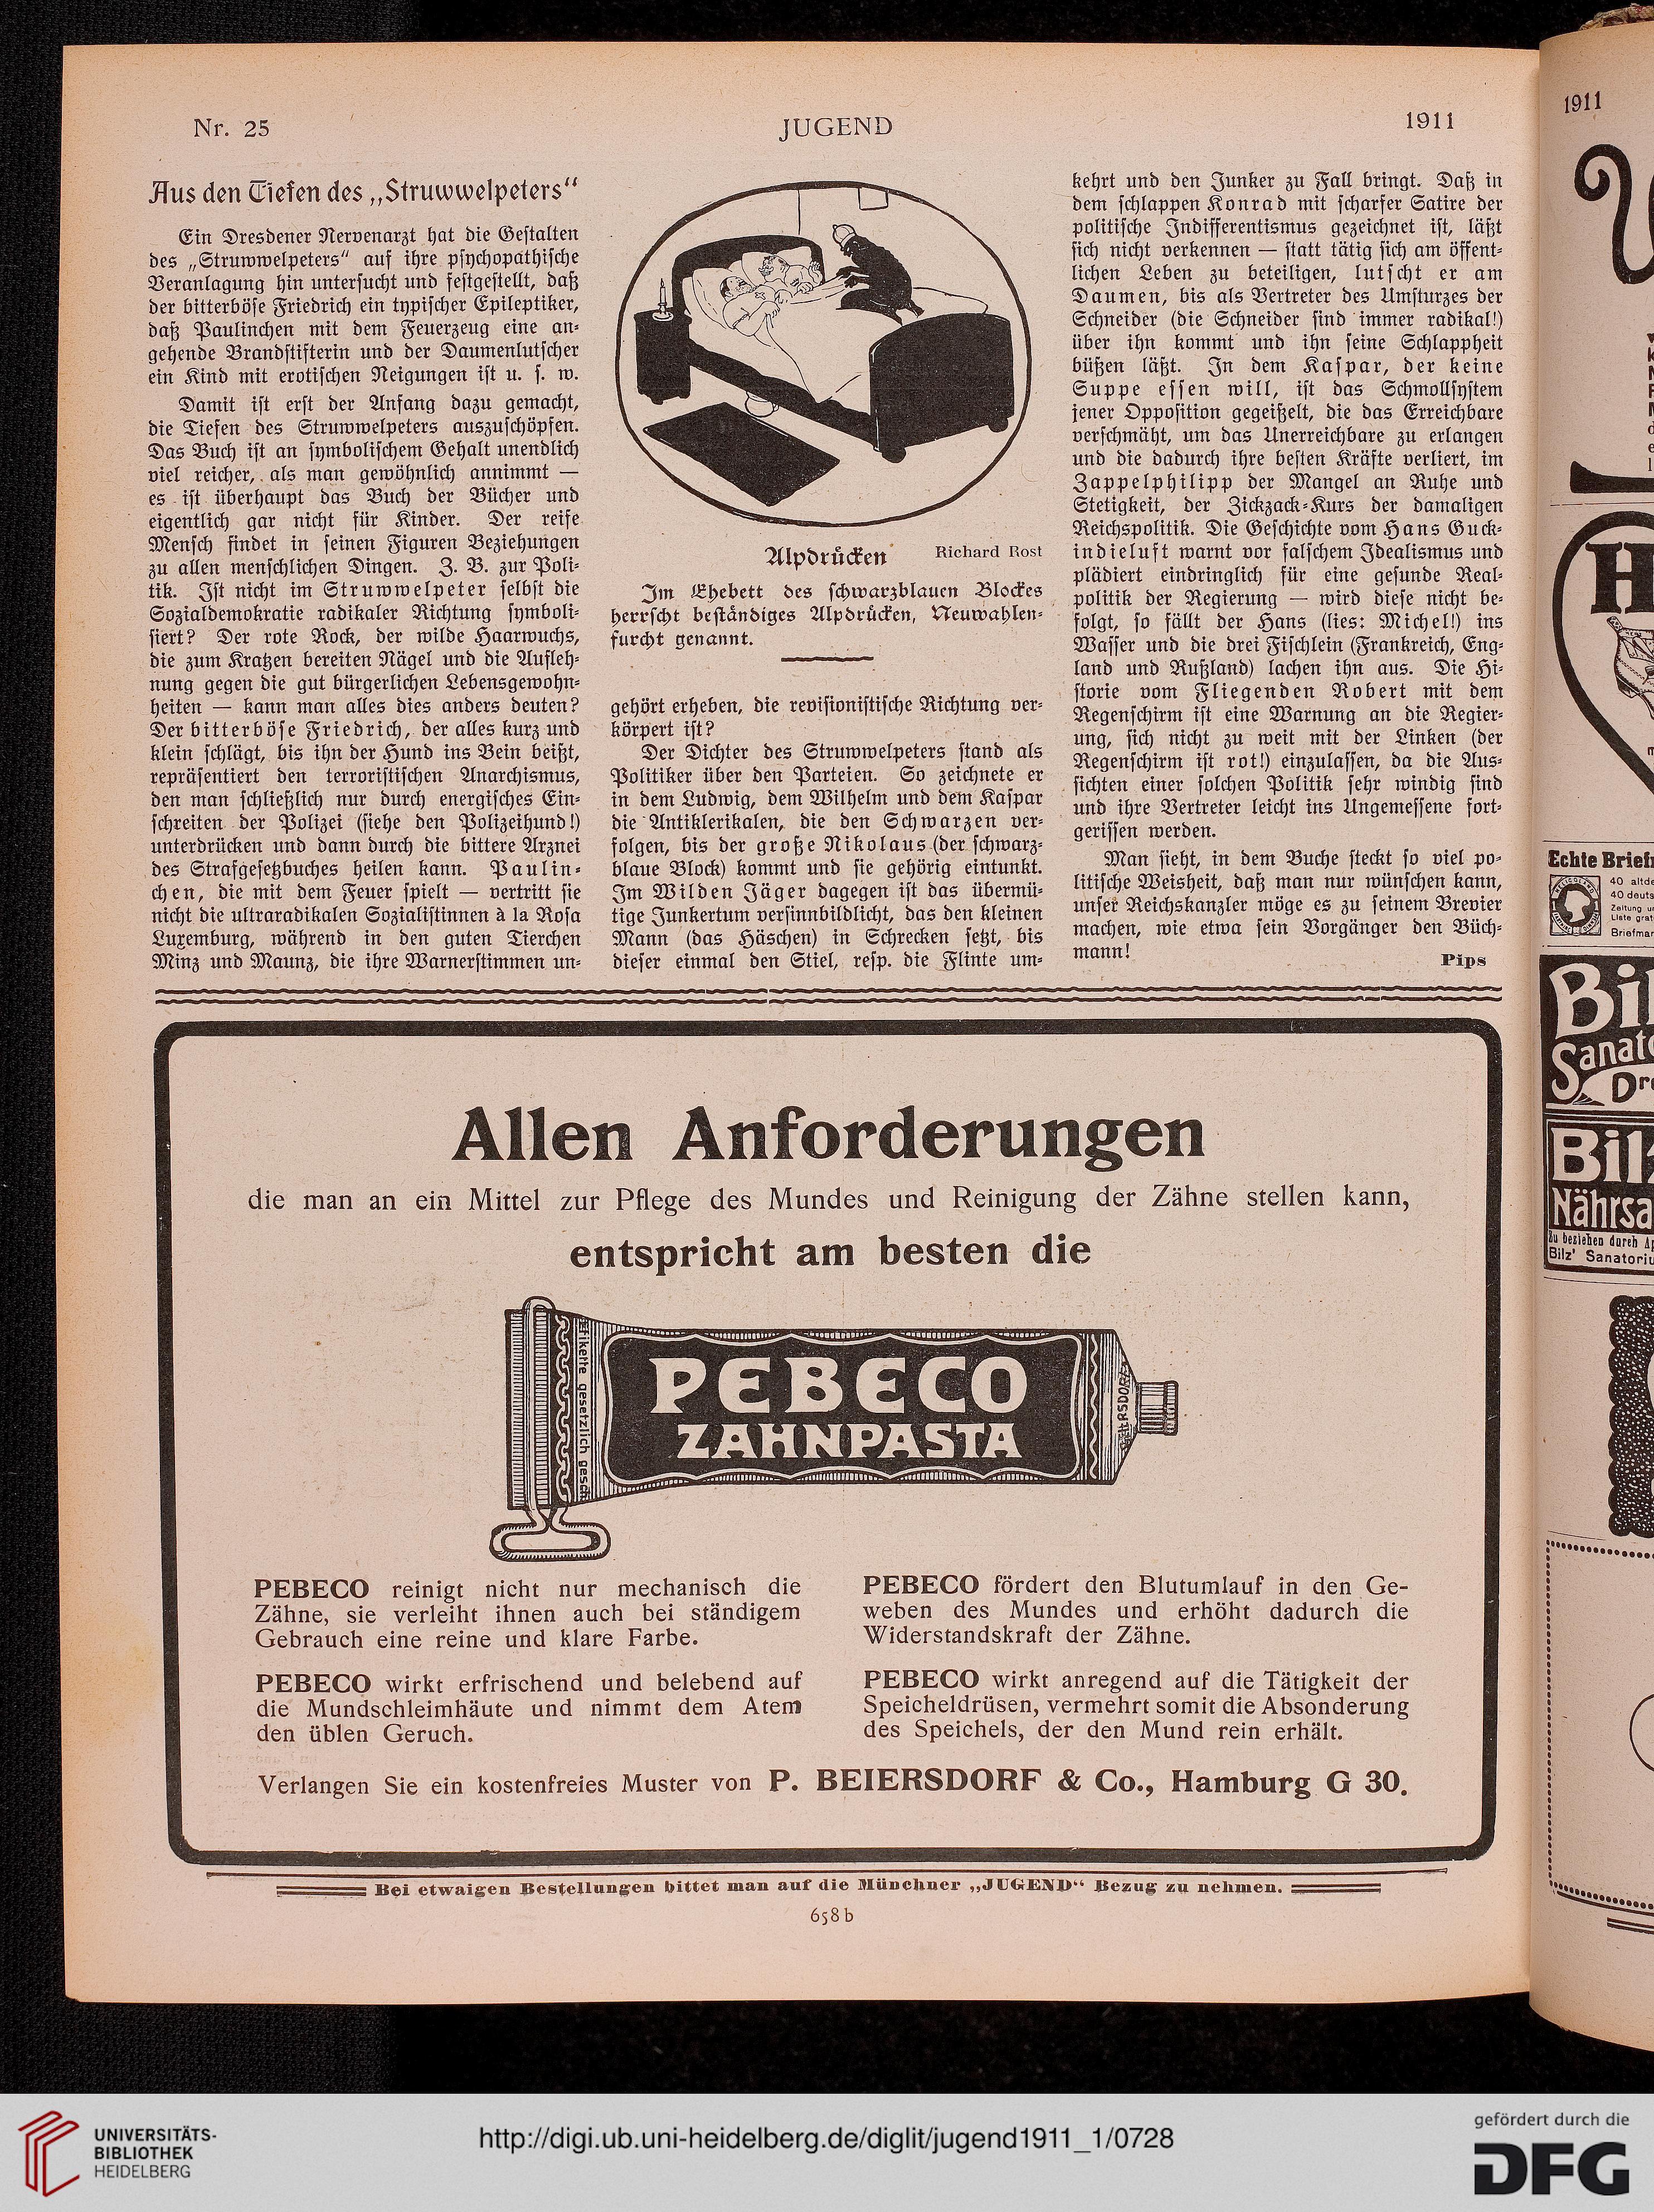 Nr. 25
JUGEND
1911
Aus den Tiefen des „Struwwelpeters“
Ein Dresdener Nervenarzt hat die Gestalten
des „Struwwelpeters“ auf ihre psychopathische
Veranlagung hin untersucht und festgestellt, daß
der bitterböse Friedrich ein typischer Epileptiker,
daß Paulinchen mit dem Feuerzeug eine an-
gehende Brandstifterin und der Daumenlutscher
ein Kind mit erotischen Neigungen ist u. s. w.
Damit ist erst der Anfang dazu gemacht,
die Tiefen des Struwwelpeters auszuschöpfen.
Das Buch ist an symbolischem Gehalt unendlich
viel reicher, als man gewöhnlich annimmt —
es ist überhaupt das Buch der Bücher und
eigentlich gar nicht für Kinder. Der reife
Mensch findet in seinen Figuren Beziehungen
zu allen menschlichen Dingen. Z. B. zur Poli-
tik. Ist nicht im Struwwelpeter selbst die
Sozialdemokratie radikaler Richtung symboli-
siert? Der rote Rock, der wilde Haarwuchs,
die zum Kratzen bereiten Nägel und die Aufleh-
nung gegen die gut bürgerlichen Lebensgewohn-
heiten — kann man alles dies anders deuten?
Der bitterböse Friedrich, der alles kurz und
klein schlägt, bis ihn der Hund ins Bein beißt,
repräsentiert den terroristischen Anarchismus,
den man schließlich nur durch energisches Ein-
schreiten der Polizei (siehe den Polizeihund!)
unterdrücken und dann durch die bittere Arznei
des Strafgesetzbuches heilen kann. Paulin-
chen, die mit dem Feuer spielt — vertritt sie
nicht die ultraradikalen Sozialistinnen à la Rosa
Luxemburg, während in den guten Tierchen
Minz und Maunz, die ihre Warnerstimmen un-
Alpdrücken
Richard Rost
Im Ehebett des schwarzblauen Blockes
herrscht beständiges Alpdrücken, Neuwahlen-
furcht genannt.
gehört erheben, die revisionistische Richtung ver-
körpert ist?
Der Dichter des Struwwelpeters stand als
Politiker über den Parteien. So zeichnete er
in dem Ludwig, dem Wilhelm und dem Kaspar
die Antiklerikalen, die den Schwarzen ver-
folgen, bis der große Nikolaus (der schwarz-
blaue Block) kommt und sie gehörig eintunkt.
Im Wilden Jäger dagegen ist das übermü-
tige Junkertum versinnbildlicht, das den kleinen
Mann (das Häschen) in Schrecken setzt, bis
dieser einmal den Stiel, resp. die Flinte um-
kehrt und den Junker zu Fall bringt. Daß in
dem schlappen Konrad mit scharfer Satire der
politische Indifferentismus gezeichnet ist, läßt
sich nicht verkennen — statt tätig sich am öffent-
lichen Leben zu beteiligen, lutscht er am
Daumen, bis als Vertreter des Umsturzes der
Schneider (die Schneider sind immer radikal!)
über ihn kommt und ihn seine Schlappheit
büßen läßt. In dem Kaspar, der keine
Suppe essen will, ist das Schmollsystem
jener Opposition gegeißelt, die das Erreichbare
verschmäht, um das Unerreichbare zu erlangen
und die dadurch ihre besten Kräfte verliert, im
Zappelphilipp der Mangel an Ruhe und
Stetigkeit, der Zickzack-Kurs der damaligen
Reichspolitik. Die Geschichte vom Hans Guck-
indieluft warnt vor falschem Idealismus und
plädiert eindringlich für eine gesunde Real-
politik der Regierung — wird diese nicht be-
folgt, so fällt der Hans (lies: Michel!) ins
Wasser und die drei Fischlein (Frankreich, Eng-
land und Rußland) lachen ihn aus. Die Hi-
storie vom Fliegenden Robert mit dem
Regenschirm ist eine Warnung an die Regier-
ung, sich nicht zu weit mit der Linken (der
Regenschirm ist rot!) einzulassen, da die Aus-
sichten einer solchen Politik sehr windig sind
und ihre Vertreter leicht ins Ungemessene fort-
gerissen werden.
Man sieht, in dem Buche steckt so viel po-
litische Weisheit, daß man nur wünschen kann,
unser Reichskanzler möge es zu seinem Brevier
machen, wie etwa sein Vorgänger den Büch-
mann!
Pips
Allen Anforderungen
die man an ein Mittel zur Pflege des Mundes und Reinigung der Zähne stellen kann,
entspricht am besten die
Etikette gesetzlich gesch
PEBECO
ZAHNPASTA
BEIERSDORF
PEBECO reinigt nicht nur mechanisch die
Zähne, sie verleiht ihnen auch bei ständigem
Gebrauch eine reine und klare Farbe.
PEBECO wirkt erfrischend und belebend auf
die Mundschleimhäute und nimmt dem Atem
den üblen Geruch.
PEBECO fördert den Blutumlauf in den Ge-
weben des Mundes und erhöht dadurch die
Widerstandskraft der Zähne.
PEBECO wirkt anregend auf die Tätigkeit der
Speicheldrüsen, vermehrt somit die Absonderung
des Speichels, der den Mund rein erhält.
Verlangen Sie ein kostenfreies Muster von P. BEIERSDORF & Co., Hamburg G 30.
Bei etwaigen Bestellungen bittet man auf die Münchner „JUGEND“ Bezug zu nehmen.
658 b
1911
H
Echte Brief
40 altd
40 deuts
Zeitung u
Liste grat
Briefmar
Bil
Sanato
Dre
Bilz
Nährsa
Zu beziehen durch Ap
Bilz' Sanatoriu
UNIVERSITÄTS-
BIBLIOTHEK
HEIDELBERG
http://digi.ub.uni-heidelberg.de/diglit/jugend1911_1/0728
gefördert durch die
DFG